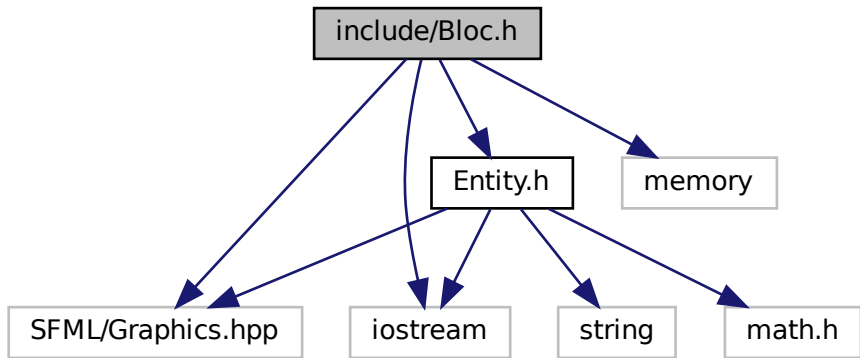 include/Bloc.h
Entity.h
memory
SFML/Graphics.hpp
iostream
string
math.h